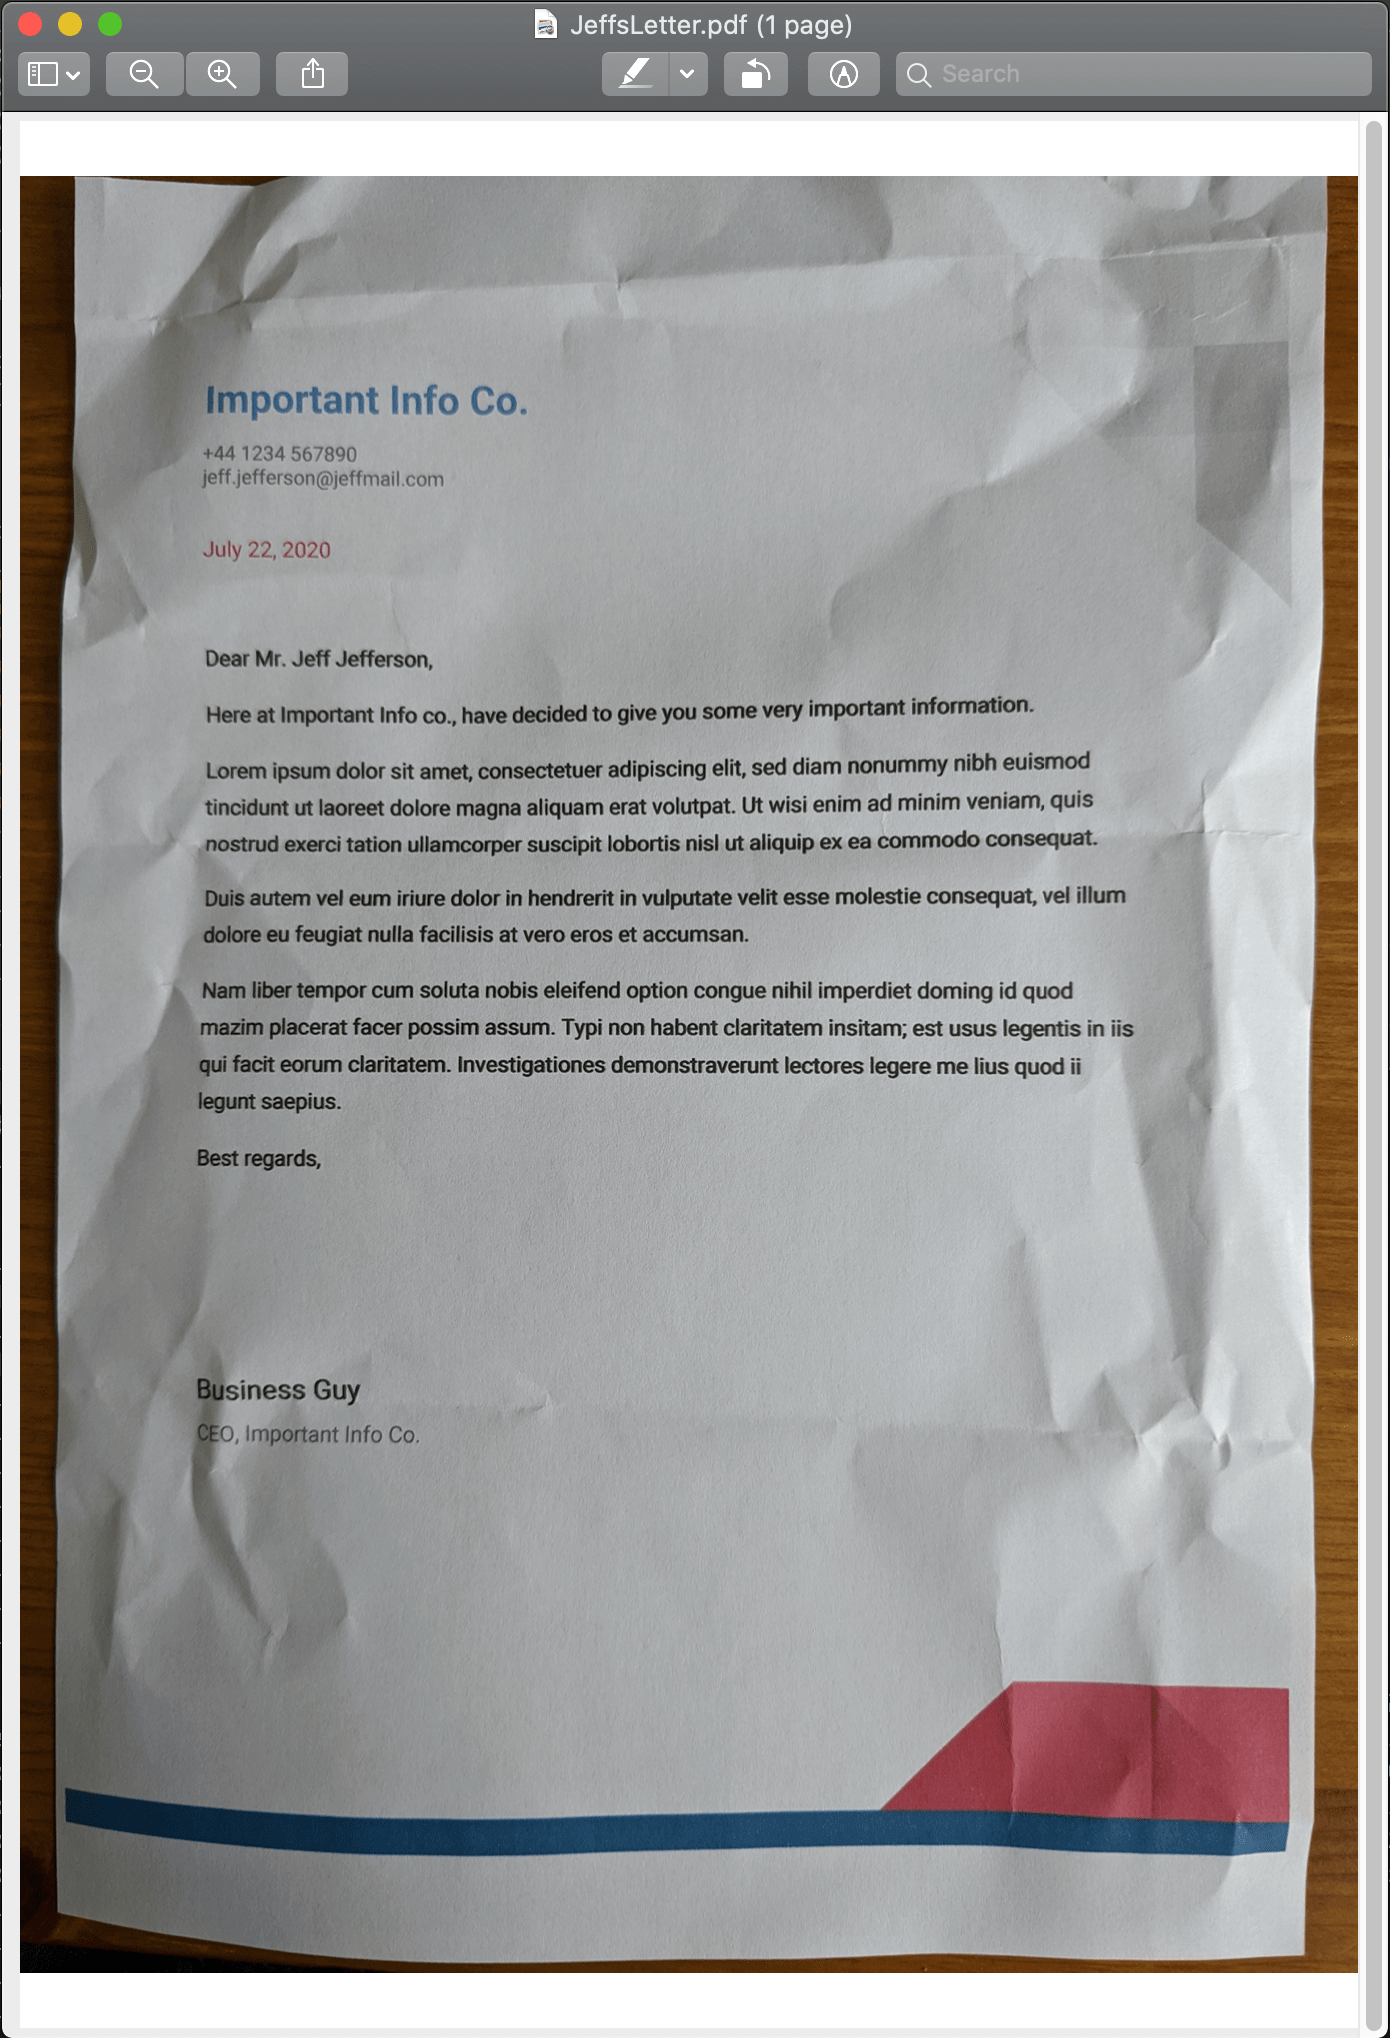 JeffsLetter.pdf (1 page)
Search
Important Info Co.
+44 1234 567890
jeff.jefferson@jeffmail.com
July 22, 2020
Dear Mr. Jeff Jefferson,
Here at Important Info co., have decided to give you some very important information.
Lorem ipsum dolor sit amet, consectetuer adipiscing elit, sed diam nonummy nibh euismod
tincidunt ut laoreet dolore magna aliquam erat volutpat. Ut wisi enim ad minim veniam, quis
nostrud exerci tation ullamcorper suscipit lobortis nisl ut aliquip ex ea commodo consequat.
Duis autem vel eum iriure dolor in hendrerit in vulputate velit esse molestie consequat, vel illum
dolore eu feugiat nulla facilisis at vero eros et accumsan.
Nam liber tempor cum soluta nobis eleifend option congue nihil imperdiet doming id quod
mazim placerat facer possim assum. Typi non habent claritatem insitam; est usus legentis in iis
qui facit eorum claritatem. Investigationes demonstraverunt lectores legere me lius quod ii
legunt saepius.
Best regards,
Business Guy
CEO, Important Info Co.